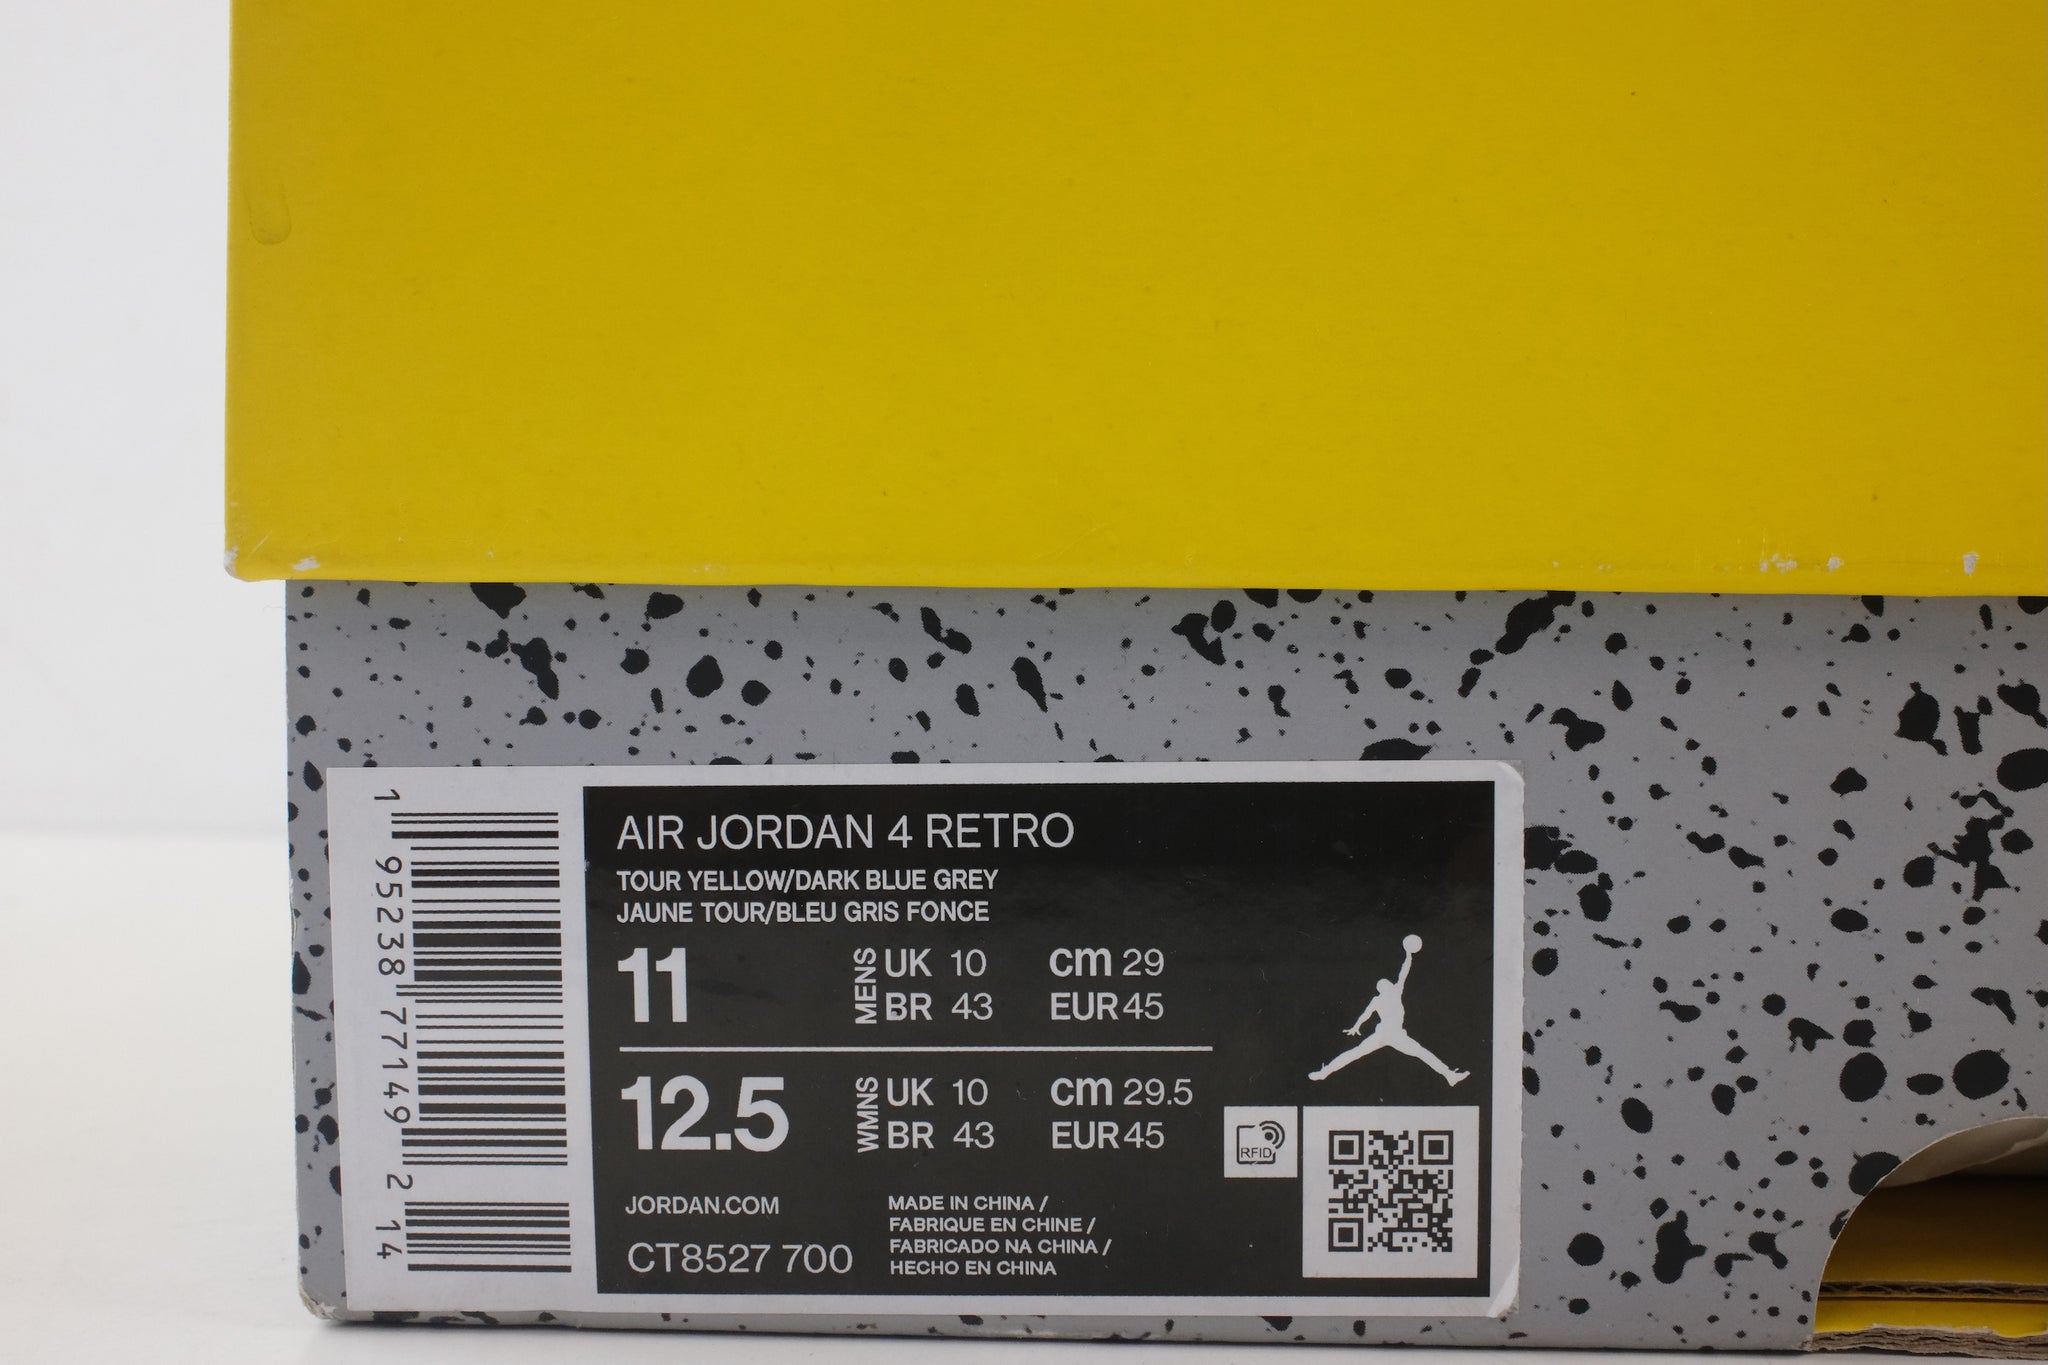 AIR JORDAN 4 RETRO
TOUR YELLOW/DARK BLUE GREY
JAUNE TOUR/BLEU GRIS FONCE
11 MENS UK 10 cm 29
BR 43 EUR 45
12.5 WMNS UK 10 cm 29.5
BR 43 EUR 45
RFID
JORDAN.COM
CT8527 700
MADE IN CHINA /
FABRIQUE EN CHINE /
FABRICADO NA CHINA /
HECHO EN CHINA
1 95238 77149 2 14